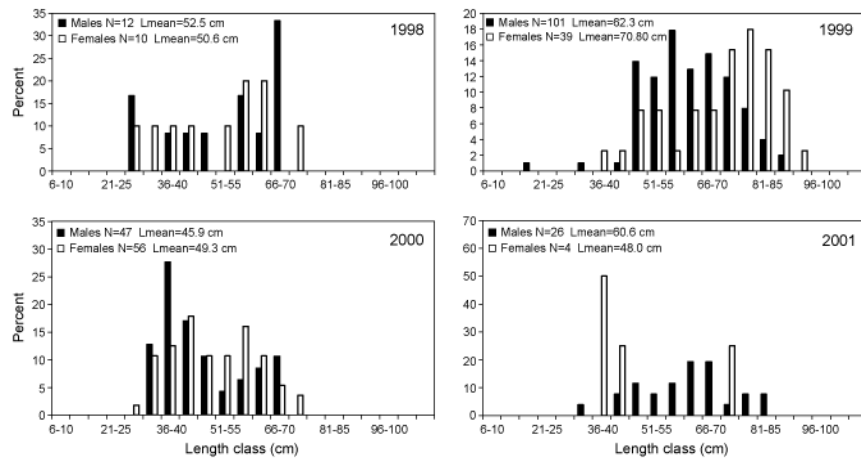 Males N=12 Lmean=52.5 cm
Females N=10 Lmean=50.6 cm
1998
35
30
25
20
15
10
5
0
Percent
6-10 21-25 36-40 51-55 66-70 81-85 96-100
Males N=101 Lmean=62.3 cm
Females N=39 Lmean=70.80 cm
1999
20
18
16
14
12
10
8
6
4
2
0
6-10 21-25 36-40 51-55 66-70 81-85 96-100
Males N=47 Lmean=45.9 cm
Females N=56 Lmean=49.3 cm
2000
35
30
25
20
15
10
5
0
Percent
6-10 21-25 36-40 51-55 66-70 81-85 96-100
Length class (cm)
Males N=26 Lmean=60.6 cm
Females N=4 Lmean=48.0 cm
2001
70
60
50
40
30
20
10
0
6-10 21-25 36-40 51-55 66-70 81-85 96-100
Length class (cm)